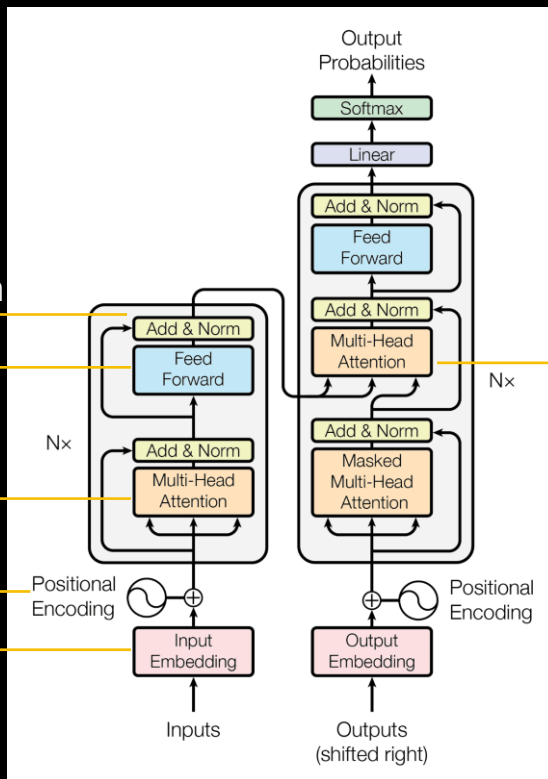 Output
Probabilities
Softmax
Linear
Add & Norm
Feed
Forward
Add & Norm
Multi-Head
Attention
Nx
Add & Norm
Masked
Multi-Head
Attention
Add & Norm
Feed
Forward
Nx
Add & Norm
Multi-Head
Attention
Positional
Encoding
Positional
Encoding
Input
Embedding
Output
Embedding
Inputs
Outputs
(shifted right)